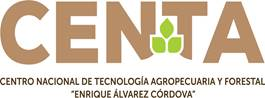 CENTA
CENTRO NACIONAL DE TECNOLOGÍA AGROPECUARIA Y FORESTAL
"ENRIQUE ÁLVAREZ CÓRDOVA"